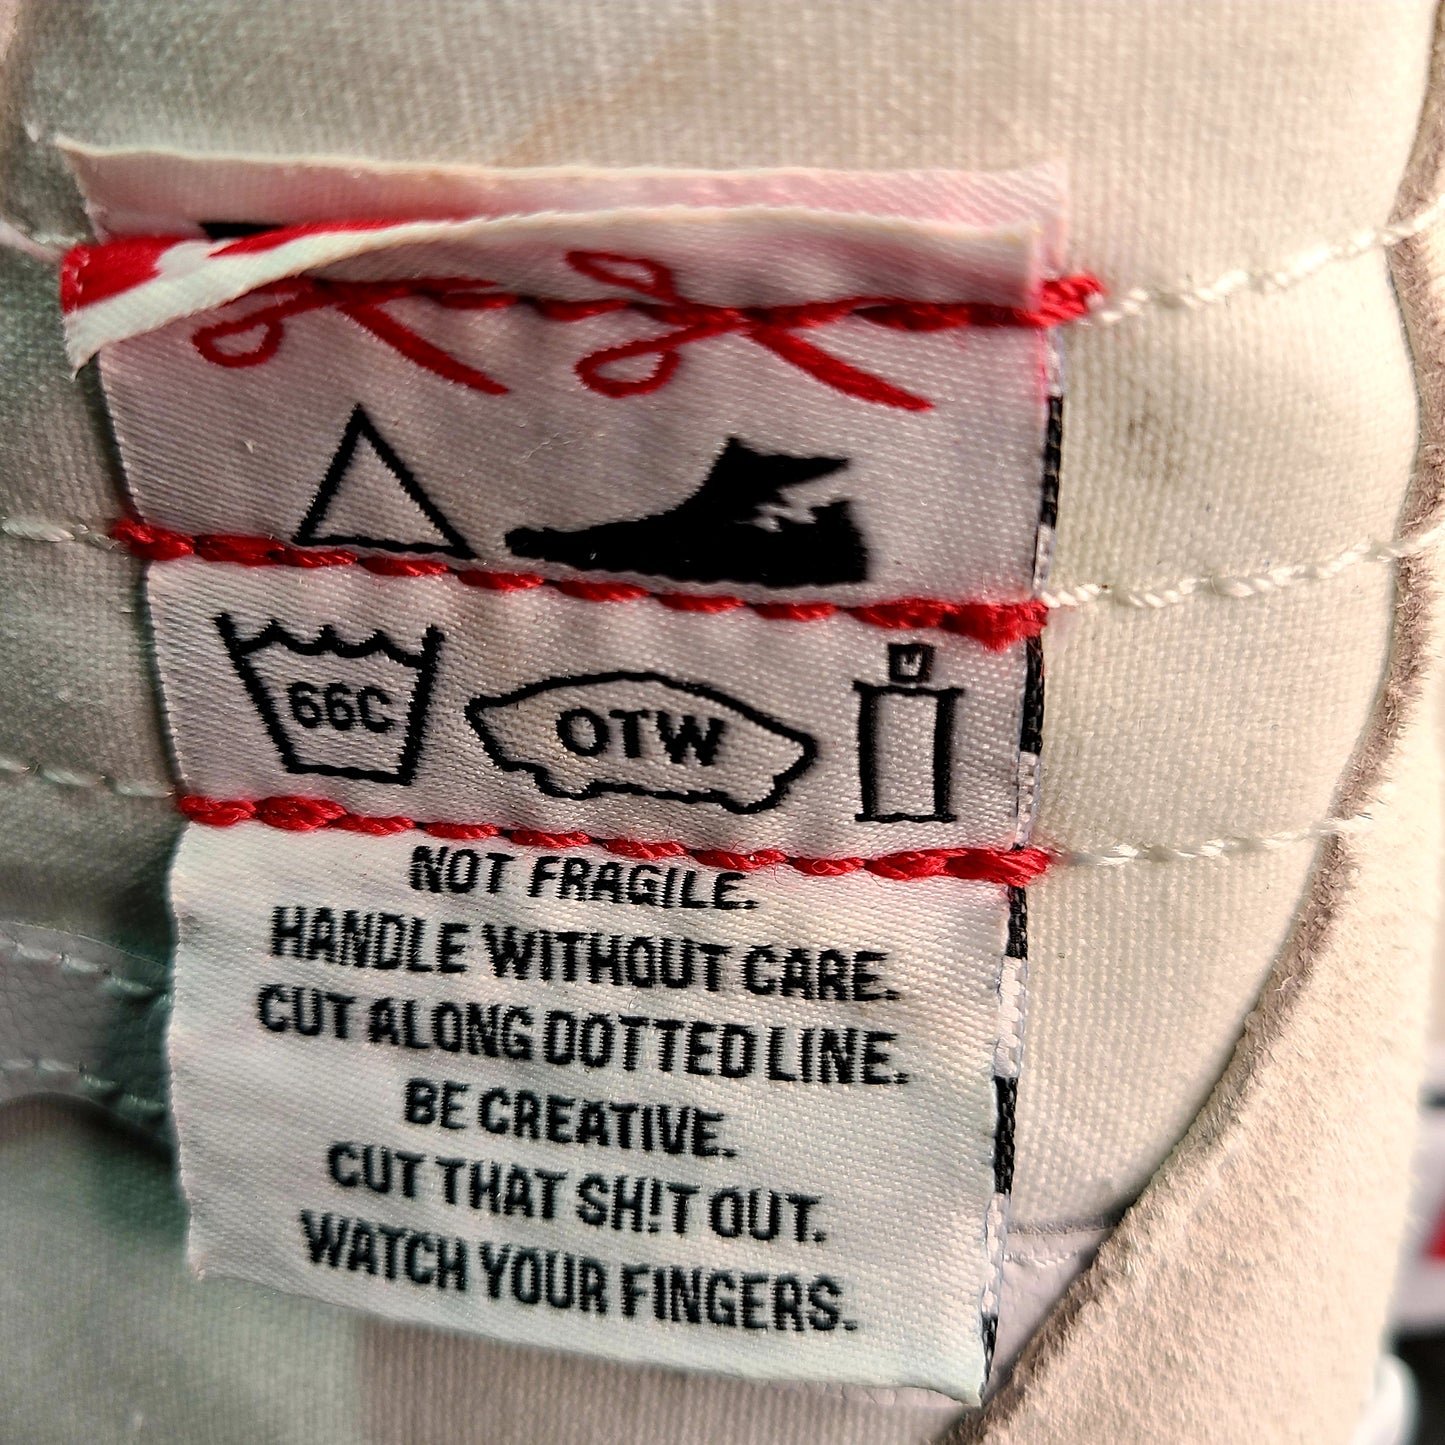 66C
OTW
NOT FRAGILE.
HANDLE WITHOUT CARE.
CUT ALONG DOTTED LINE.
BE CREATIVE.
CUT THAT SH!T OUT.
WATCH YOUR FINGERS.